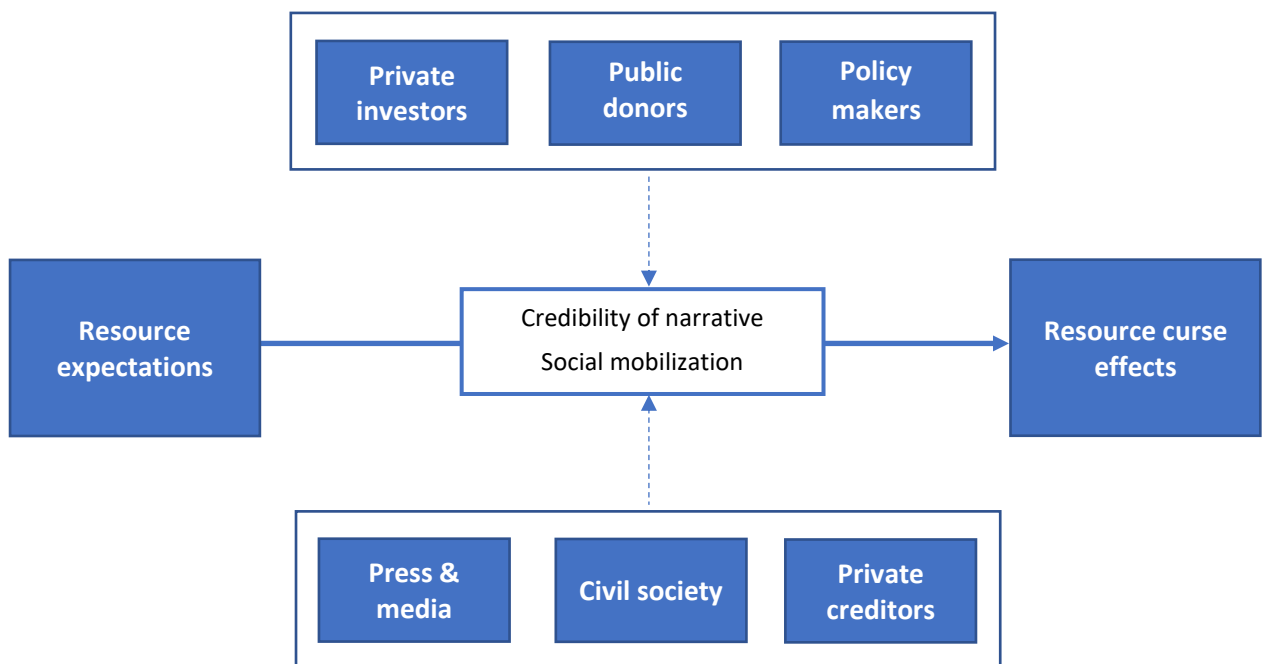 Private
investors
Public
donors
Policy
makers
Resource
expectations
Credibility of narrative
Social mobilization
Resource curse
effects
Press &
media
Civil society
Private
creditors